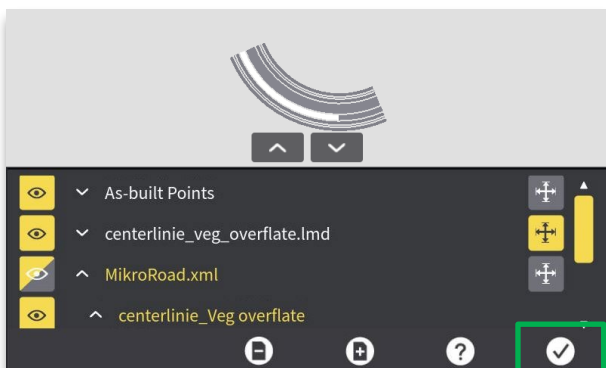 As-built Points
centerlinie_veg_overflate.lmd
MikroRoad.xml
centerlinie_Veg overflate
?